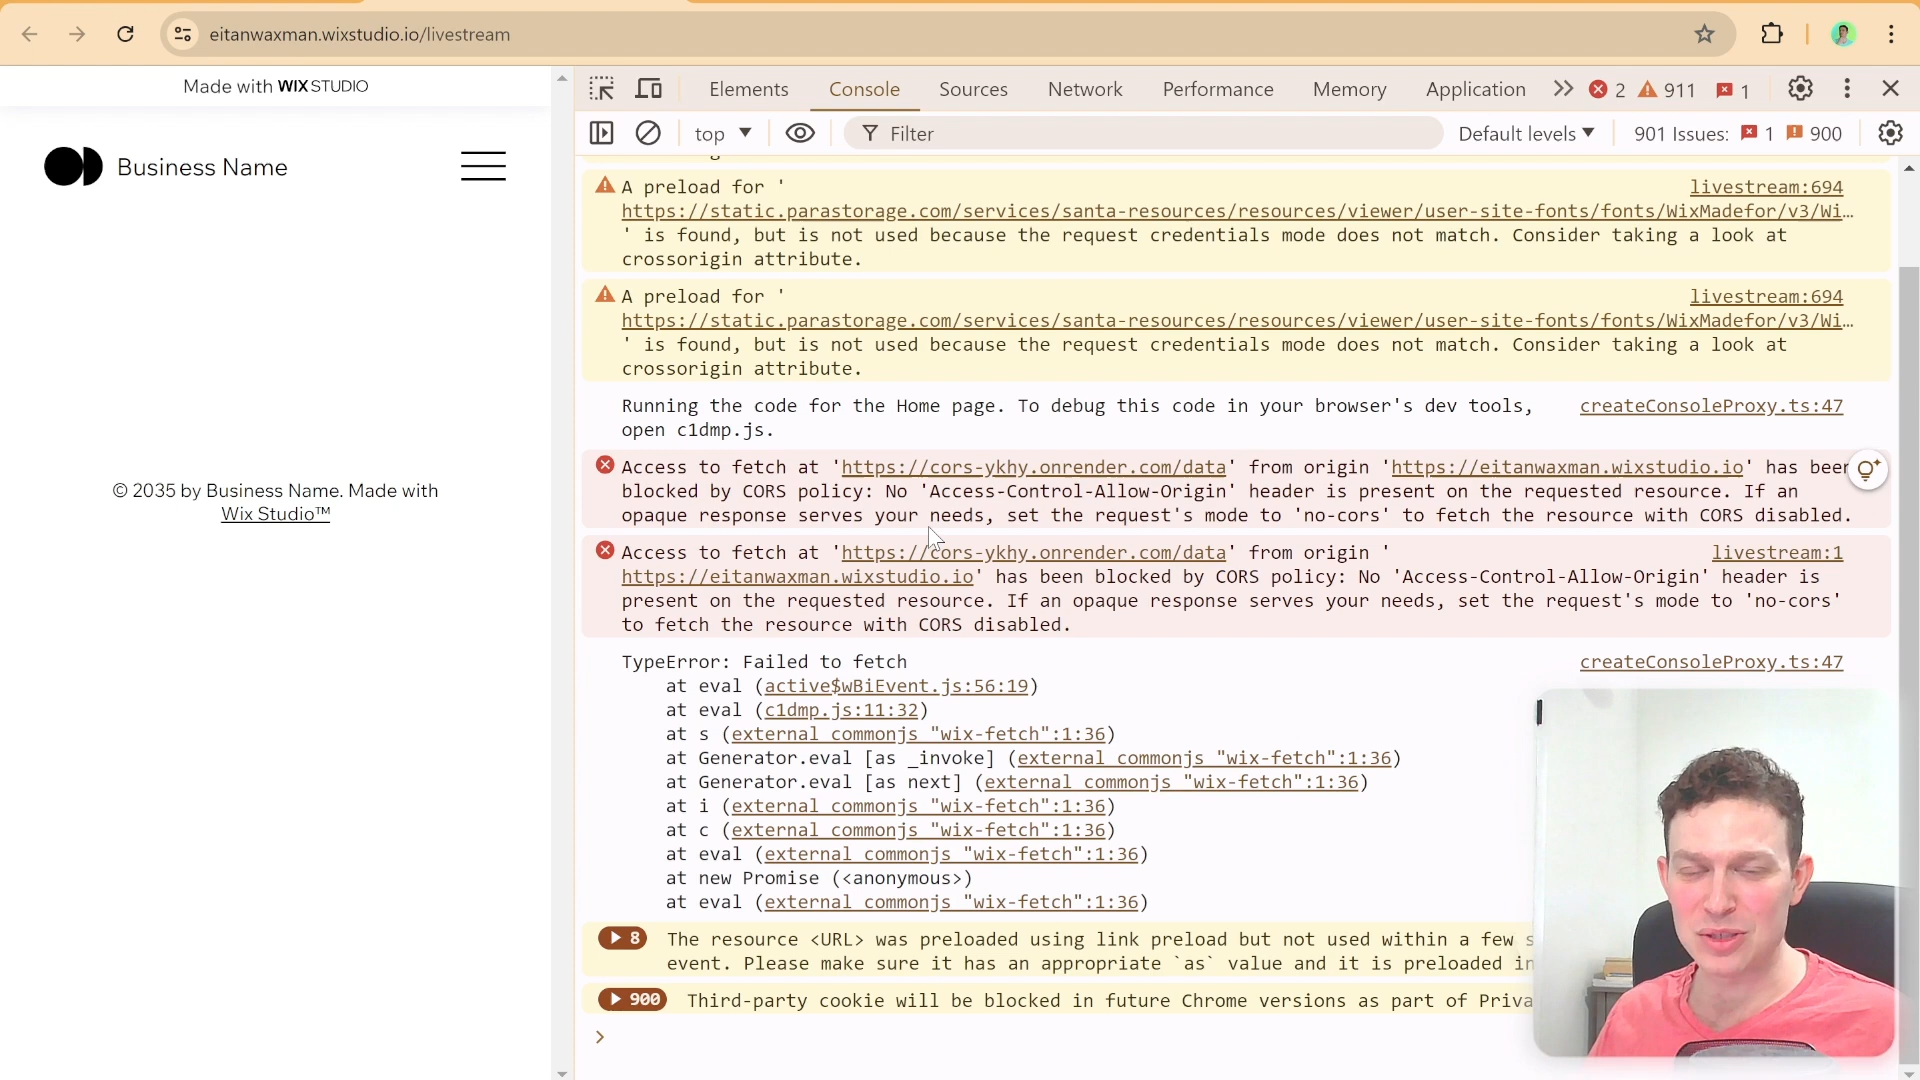 eitanwaxman.wixstudio.io/livestream
Made with WIX STUDIO
Business Name
© 2035 by Business Name. Made with
Wix Studio™
Elements Console Sources Network Performance Memory Application 2 911 1
top Filter Default levels 901 Issues: 1 900
A preload for ' livestream:694
https://static.parastorage.com/services/santa-resources/resources/viewer/user-site-fonts/fonts/WixMadefor/v3/Wi…
' is found, but is not used because the request credentials mode does not match. Consider taking a look at
crossorigin attribute.
A preload for ' livestream:694
https://static.parastorage.com/services/santa-resources/resources/viewer/user-site-fonts/fonts/WixMadefor/v3/Wi…
' is found, but is not used because the request credentials mode does not match. Consider taking a look at
crossorigin attribute.
Running the code for the Home page. To debug this code in your browser's dev tools, createConsoleProxy.ts:47
open c1dmp.js.
Access to fetch at 'https://cors-ykhy.onrender.com/data' from origin 'https://eitanwaxman.wixstudio.io' has been
blocked by CORS policy: No 'Access-Control-Allow-Origin' header is present on the requested resource. If an
opaque response serves your needs, set the request's mode to 'no-cors' to fetch the resource with CORS disabled.
Access to fetch at 'https://cors-ykhy.onrender.com/data' from origin ' livestream:1
https://eitanwaxman.wixstudio.io' has been blocked by CORS policy: No 'Access-Control-Allow-Origin' header is
present on the requested resource. If an opaque response serves your needs, set the request's mode to 'no-cors'
to fetch the resource with CORS disabled.
TypeError: Failed to fetch createConsoleProxy.ts:47
at eval (active$wBiEvent.js:56:19)
at eval (c1dmp.js:11:32)
at s (external commonjs "wix-fetch":1:36)
at Generator.eval [as _invoke] (external commonjs "wix-fetch":1:36)
at Generator.eval [as next] (external commonjs "wix-fetch":1:36)
at i (external commonjs "wix-fetch":1:36)
at c (external commonjs "wix-fetch":1:36)
at eval (external commonjs "wix-fetch":1:36)
at new Promise (<anonymous>)
at eval (external commonjs "wix-fetch":1:36)
8 The resource <URL> was preloaded using link preload but not used within a few s
event. Please make sure it has an appropriate `as` value and it is preloaded in
900 Third-party cookie will be blocked in future Chrome versions as part of Priva